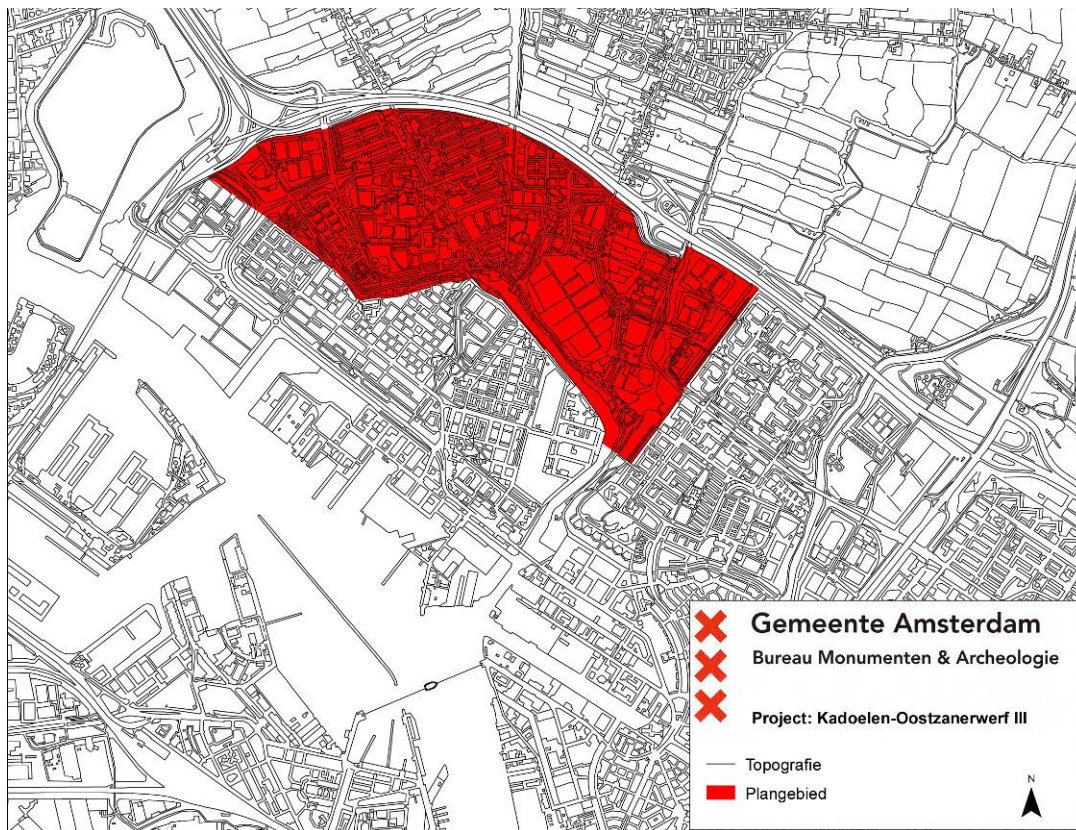 Gemeente Amsterdam
Bureau Monumenten & Archeologie
Project: Kadoelen-Oostzanerwerf III
Topografie
Plangebied
N